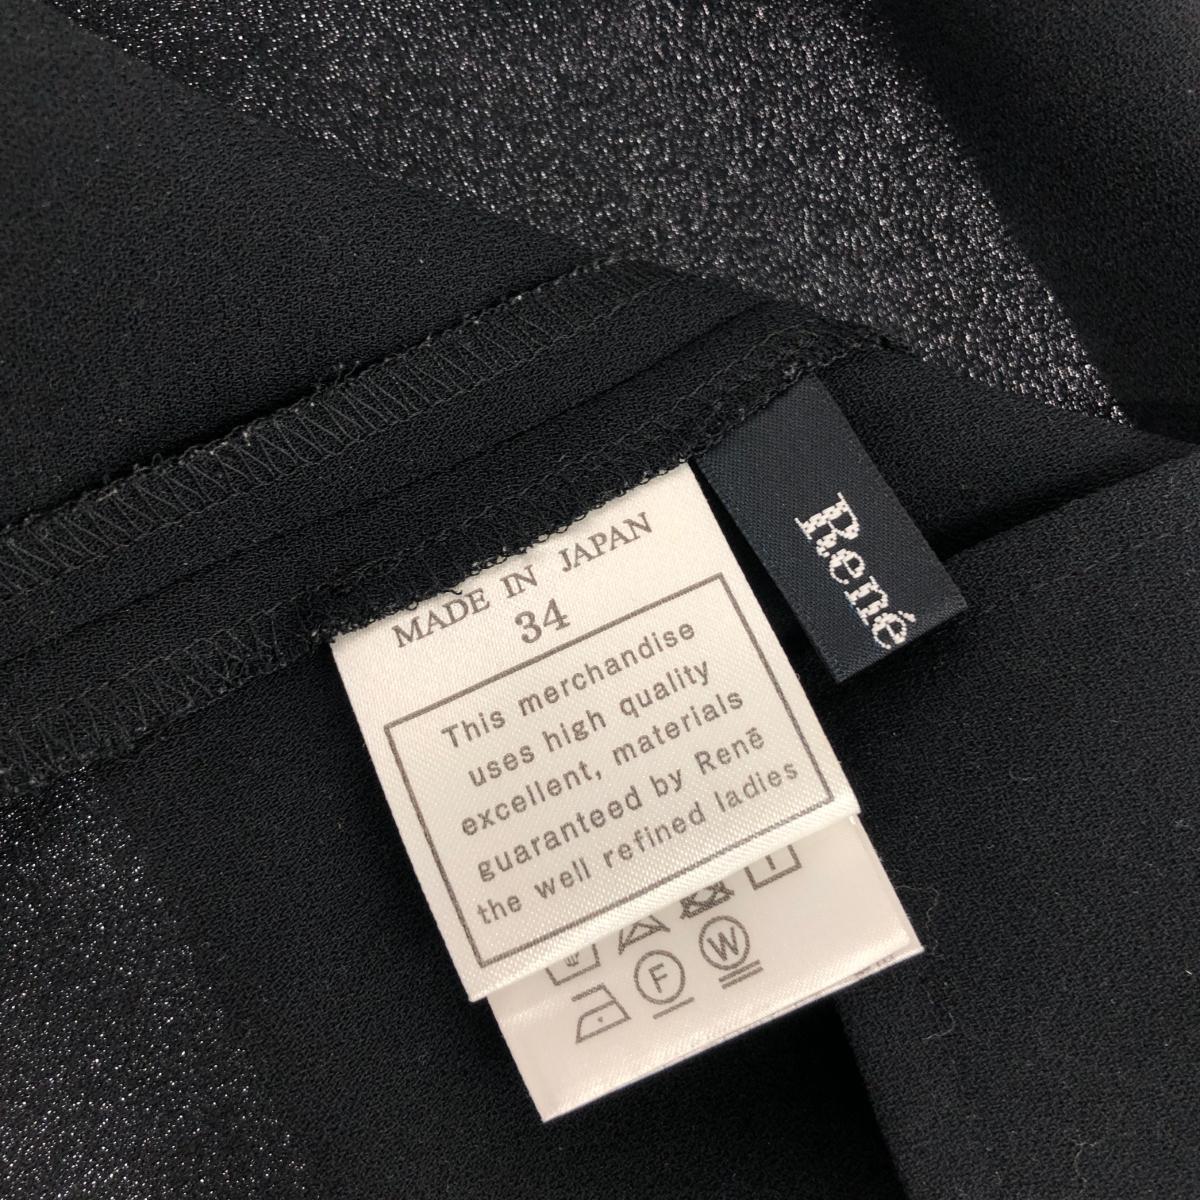 MADE IN JAPAN
34
This merchandise
uses high quality
excellent, materials
guaranteed by Renē
the well refined ladies
René
F
W